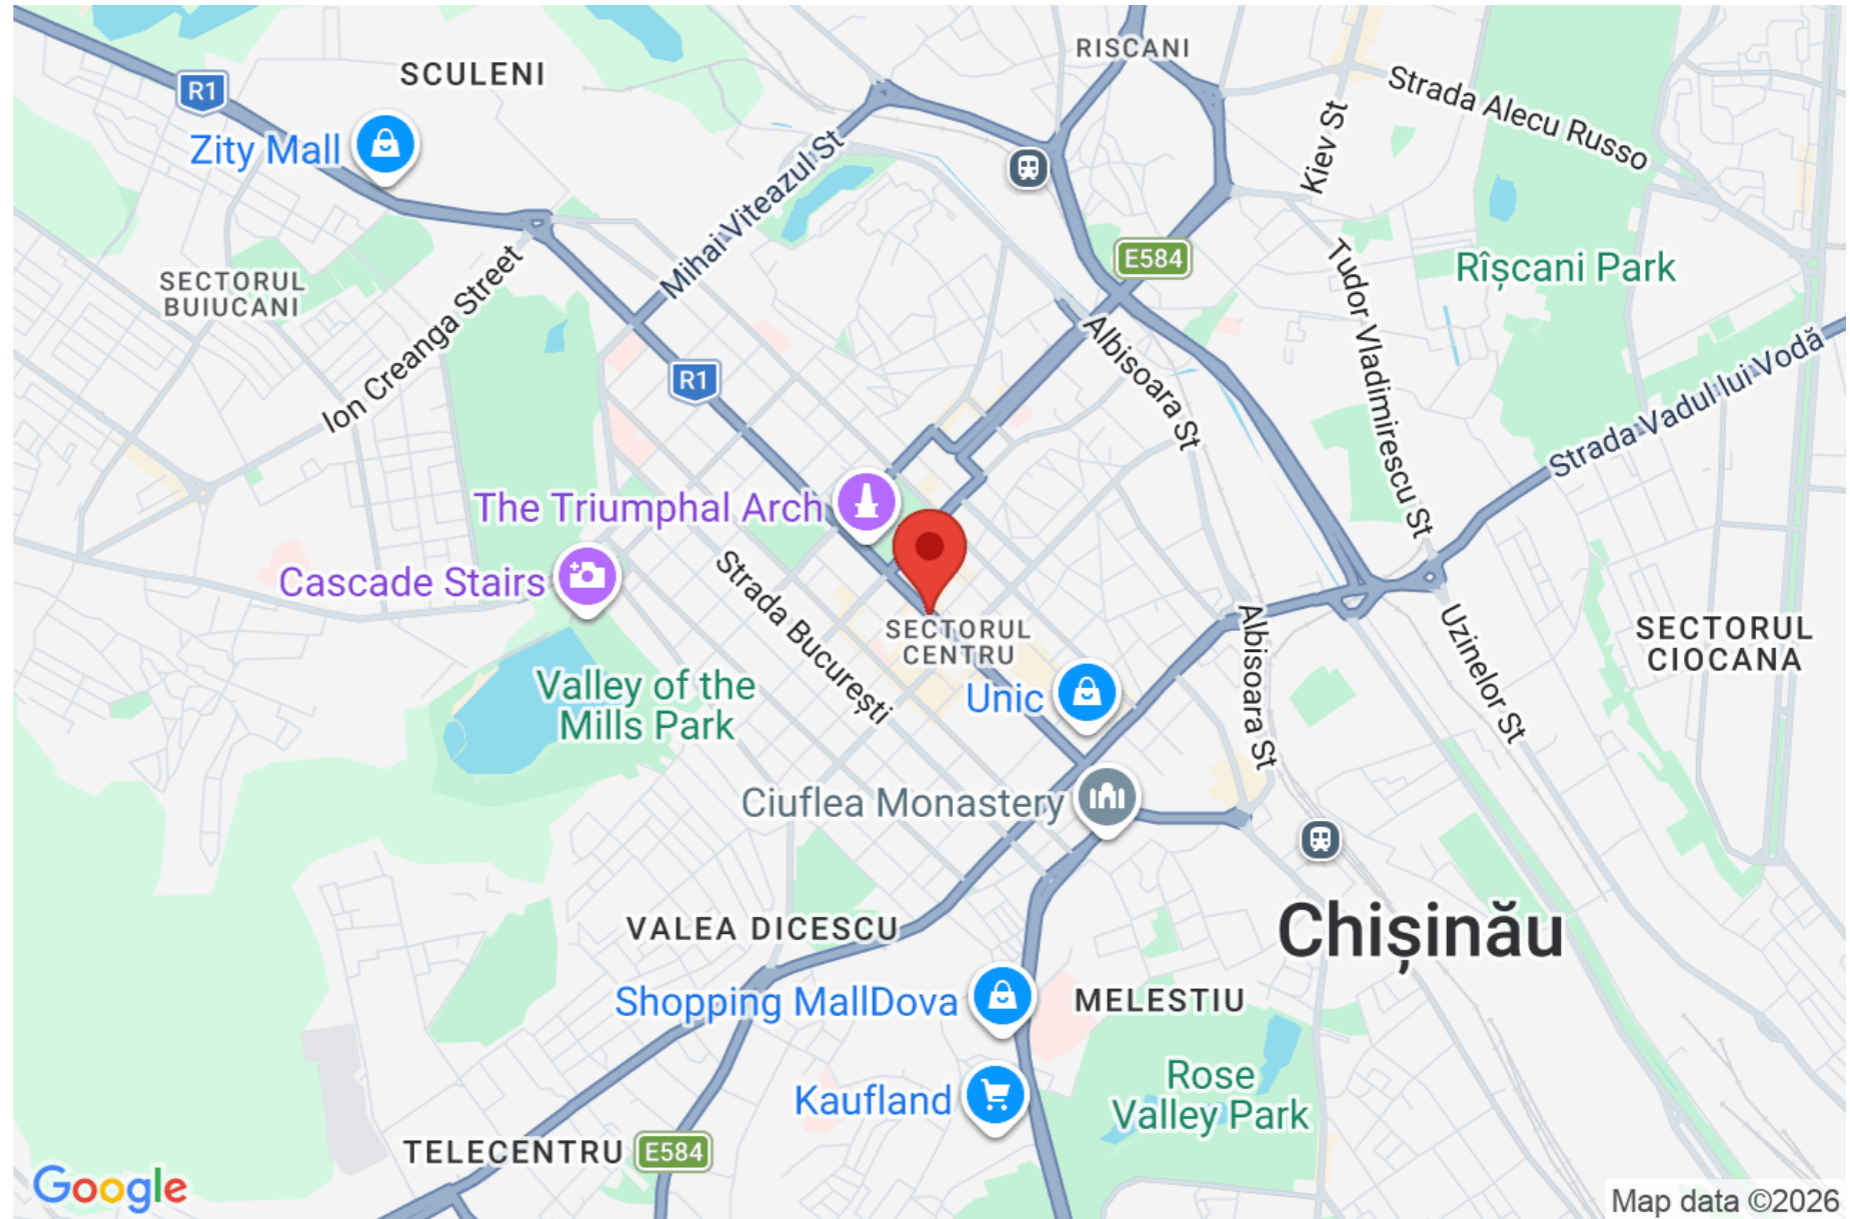 RISCANI
SCULENI
R1
Strada Alecu Russo
Zity Mall
Kiev St
Mihai Viteazul St
E584
Rîșcani Park
SECTORUL
BUIUCANI
Ion Creanga Street
Tudor Vladimirescu St
Albisoara St
R1
Strada Vadul lui Vodă
The Triumphal Arch
Cascade Stairs
Strada București
SECTORUL
CENTRU
Albisoara St
Uzinelor St
SECTORUL
CIOCANA
Valley of the
Mills Park
Unic
Ciuflea Monastery
VALEA DICESCU
Chișinău
Shopping MallDova
MELESTIU
Rose
Valley Park
Kaufland
TELECENTRU
E584
Google
Map data ©2026